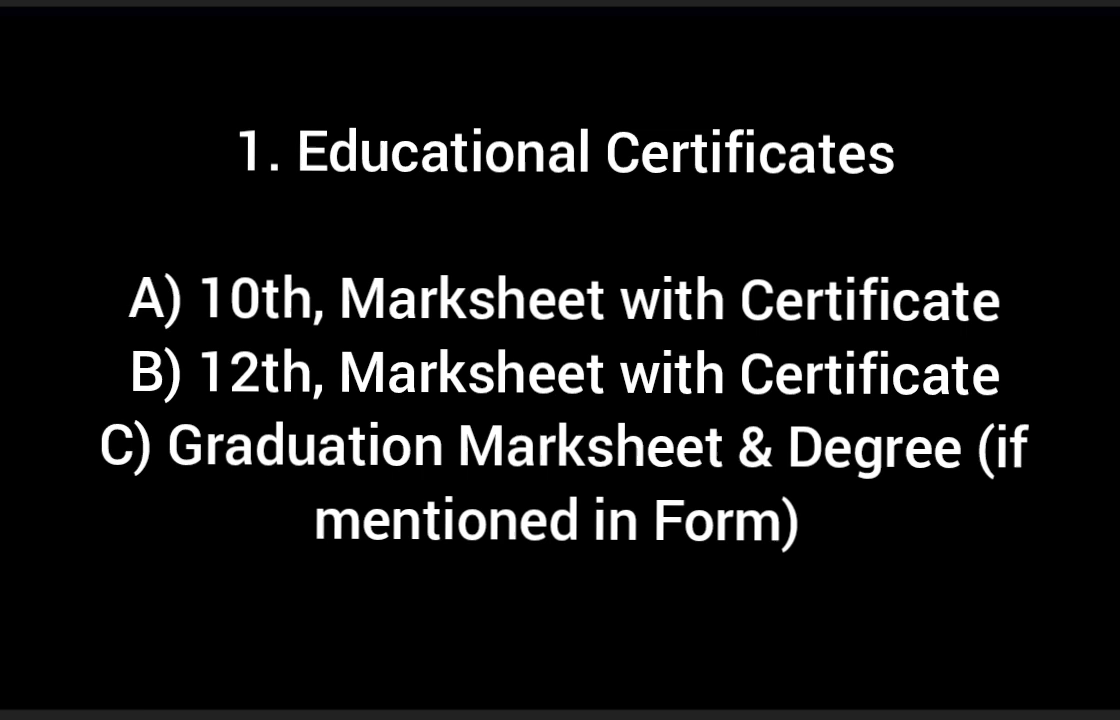 1. Educational Certificates
A) 10th, Marksheet with Certificate
B) 12th, Marksheet with Certificate
C) Graduation Marksheet & Degree (if
mentioned in Form)